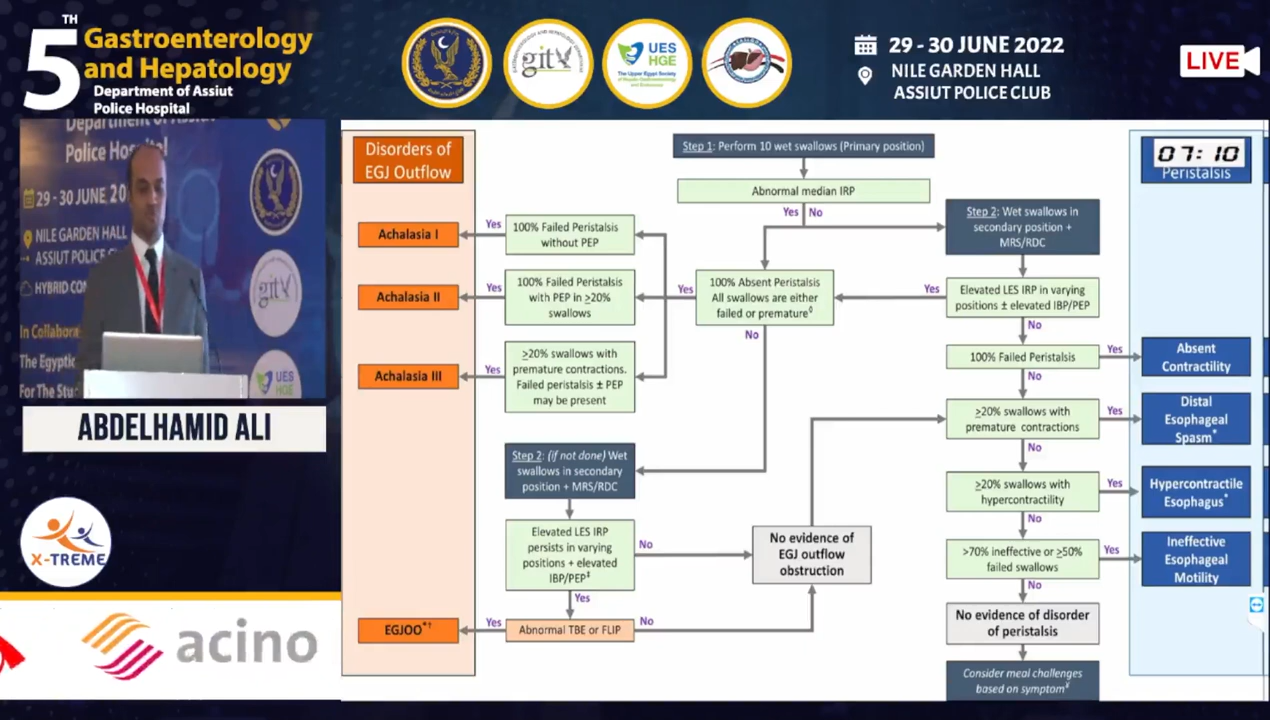 5TH
Gastroenterology
and Hepatology
Department of Assiut
Police Hospital
git
UES
HGE
The Upper Egypt Society
29 - 30 JUNE 2022
NILE GARDEN HALL
ASSIUT POLICE CLUB
LIVE
Department of
Police Hospital
29 - 30 JUNE 20
NILE GARDEN HALL
ASSIUT POLICE
HYBRID CON
In Collabora
The Egyptic
For The Stu
git
UES
HGE
ABDELHAMID ALI
X-TREME
acino
Disorders of
EGJ Outflow
Achalasia I
Achalasia II
Achalasia III
EGJOO*†
Step 1: Perform 10 wet swallows (Primary position)
Abnormal median IRP
Yes
No
Step 2: Wet swallows in
secondary position +
MRS/RDC
100% Absent Peristalsis
All swallows are either
failed or premature◊
Yes
No
Yes
100% Failed Peristalsis
without PEP
Yes
100% Failed Peristalsis
with PEP in ≥20%
swallows
Yes
≥20% swallows with
premature contractions.
Failed peristalsis ± PEP
may be present
Yes
Step 2: (if not done) Wet
swallows in secondary
position + MRS/RDC
Elevated LES IRP
persists in varying
positions + elevated
IBP/PEP‡
No
Yes
Abnormal TBE or FLIP
Yes
No
No evidence of
EGJ outflow
obstruction
Elevated LES IRP in varying
positions ± elevated IBP/PEP
No
100% Failed Peristalsis
Yes
No
≥20% swallows with
premature contractions
Yes
No
≥20% swallows with
hypercontractility
Yes
No
>70% ineffective or ≥50%
failed swallows
Yes
No
No evidence of disorder
of peristalsis
Consider meal challenges
based on symptom¥
07:10
Peristalsis
Absent
Contractility
Distal
Esophageal
Spasm*
Hypercontractile
Esophagus*
Ineffective
Esophageal
Motility